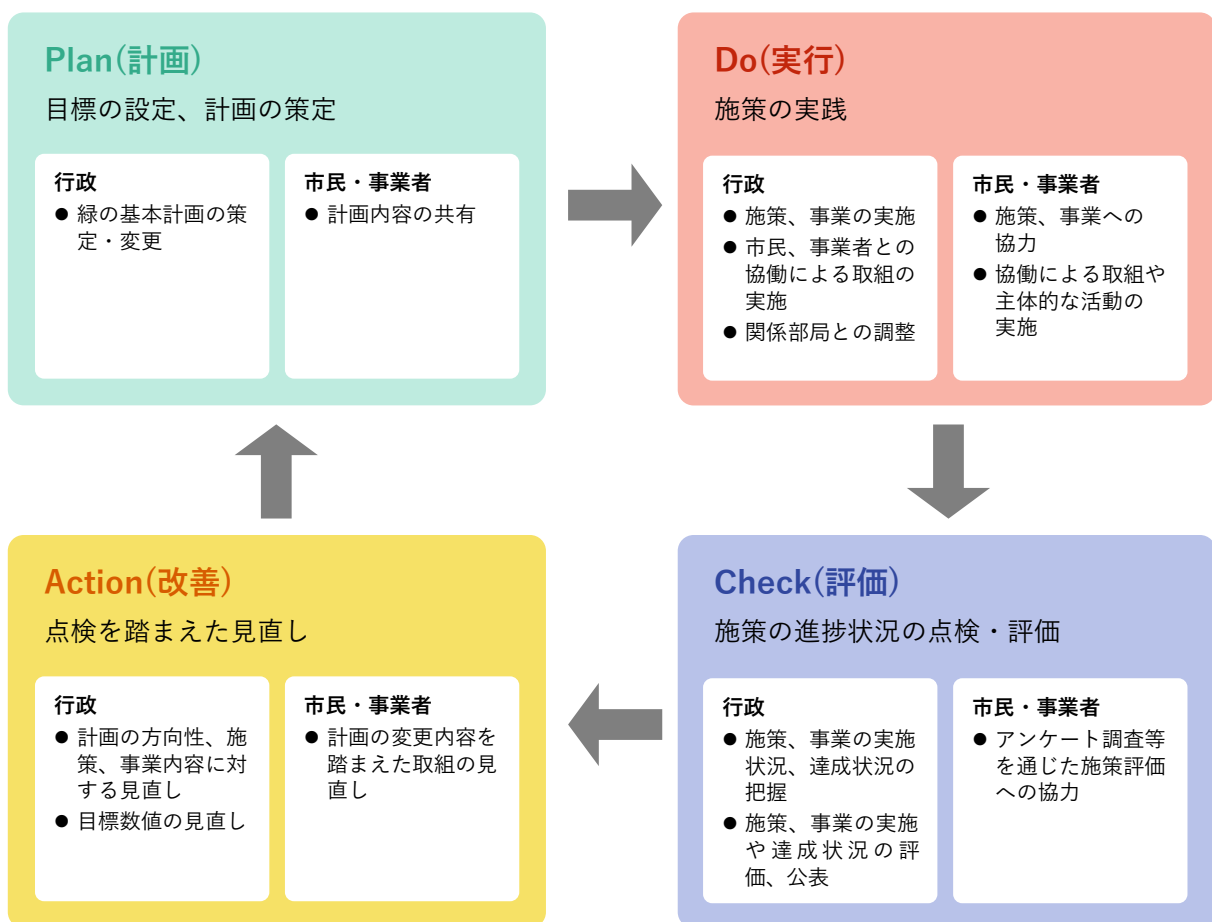 Plan(計画)
目標の設定、計画の策定
行政
● 緑の基本計画の策
定・変更
市民・事業者
● 計画内容の共有
Do(実行)
施策の実践
行政
● 施策、事業の実施
● 市民、事業者との
協働による取組の
実施
● 関係部局との調整
市民・事業者
● 施策、事業への
協力
● 協働による取組や
主体的な活動の
実施
Action(改善)
点検を踏まえた見直し
行政
● 計画の方向性、施
策、事業内容に対
する見直し
● 目標数値の見直し
市民・事業者
● 計画の変更内容を
踏まえた取組の見
直し
Check(評価)
施策の進捗状況の点検・評価
行政
● 施策、事業の実施
状況、達成状況の
把握
● 施策、事業の実施
や達成状況の評
価、公表
市民・事業者
● アンケート調査等
を通じた施策評価
への協力